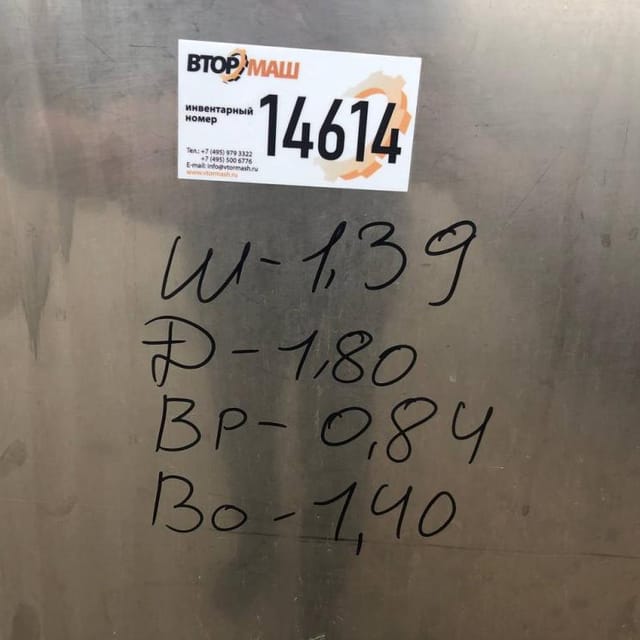 ВТОРМАШ
инвентарный
номер
14614
Тел.: +7 (495) 979 3322
+7 (495) 500 6776
E-mail: info@vtormash.ru
www.vtormash.ru
Ш-1,39
Д-1,80
Вр-0,84
Во-1,40